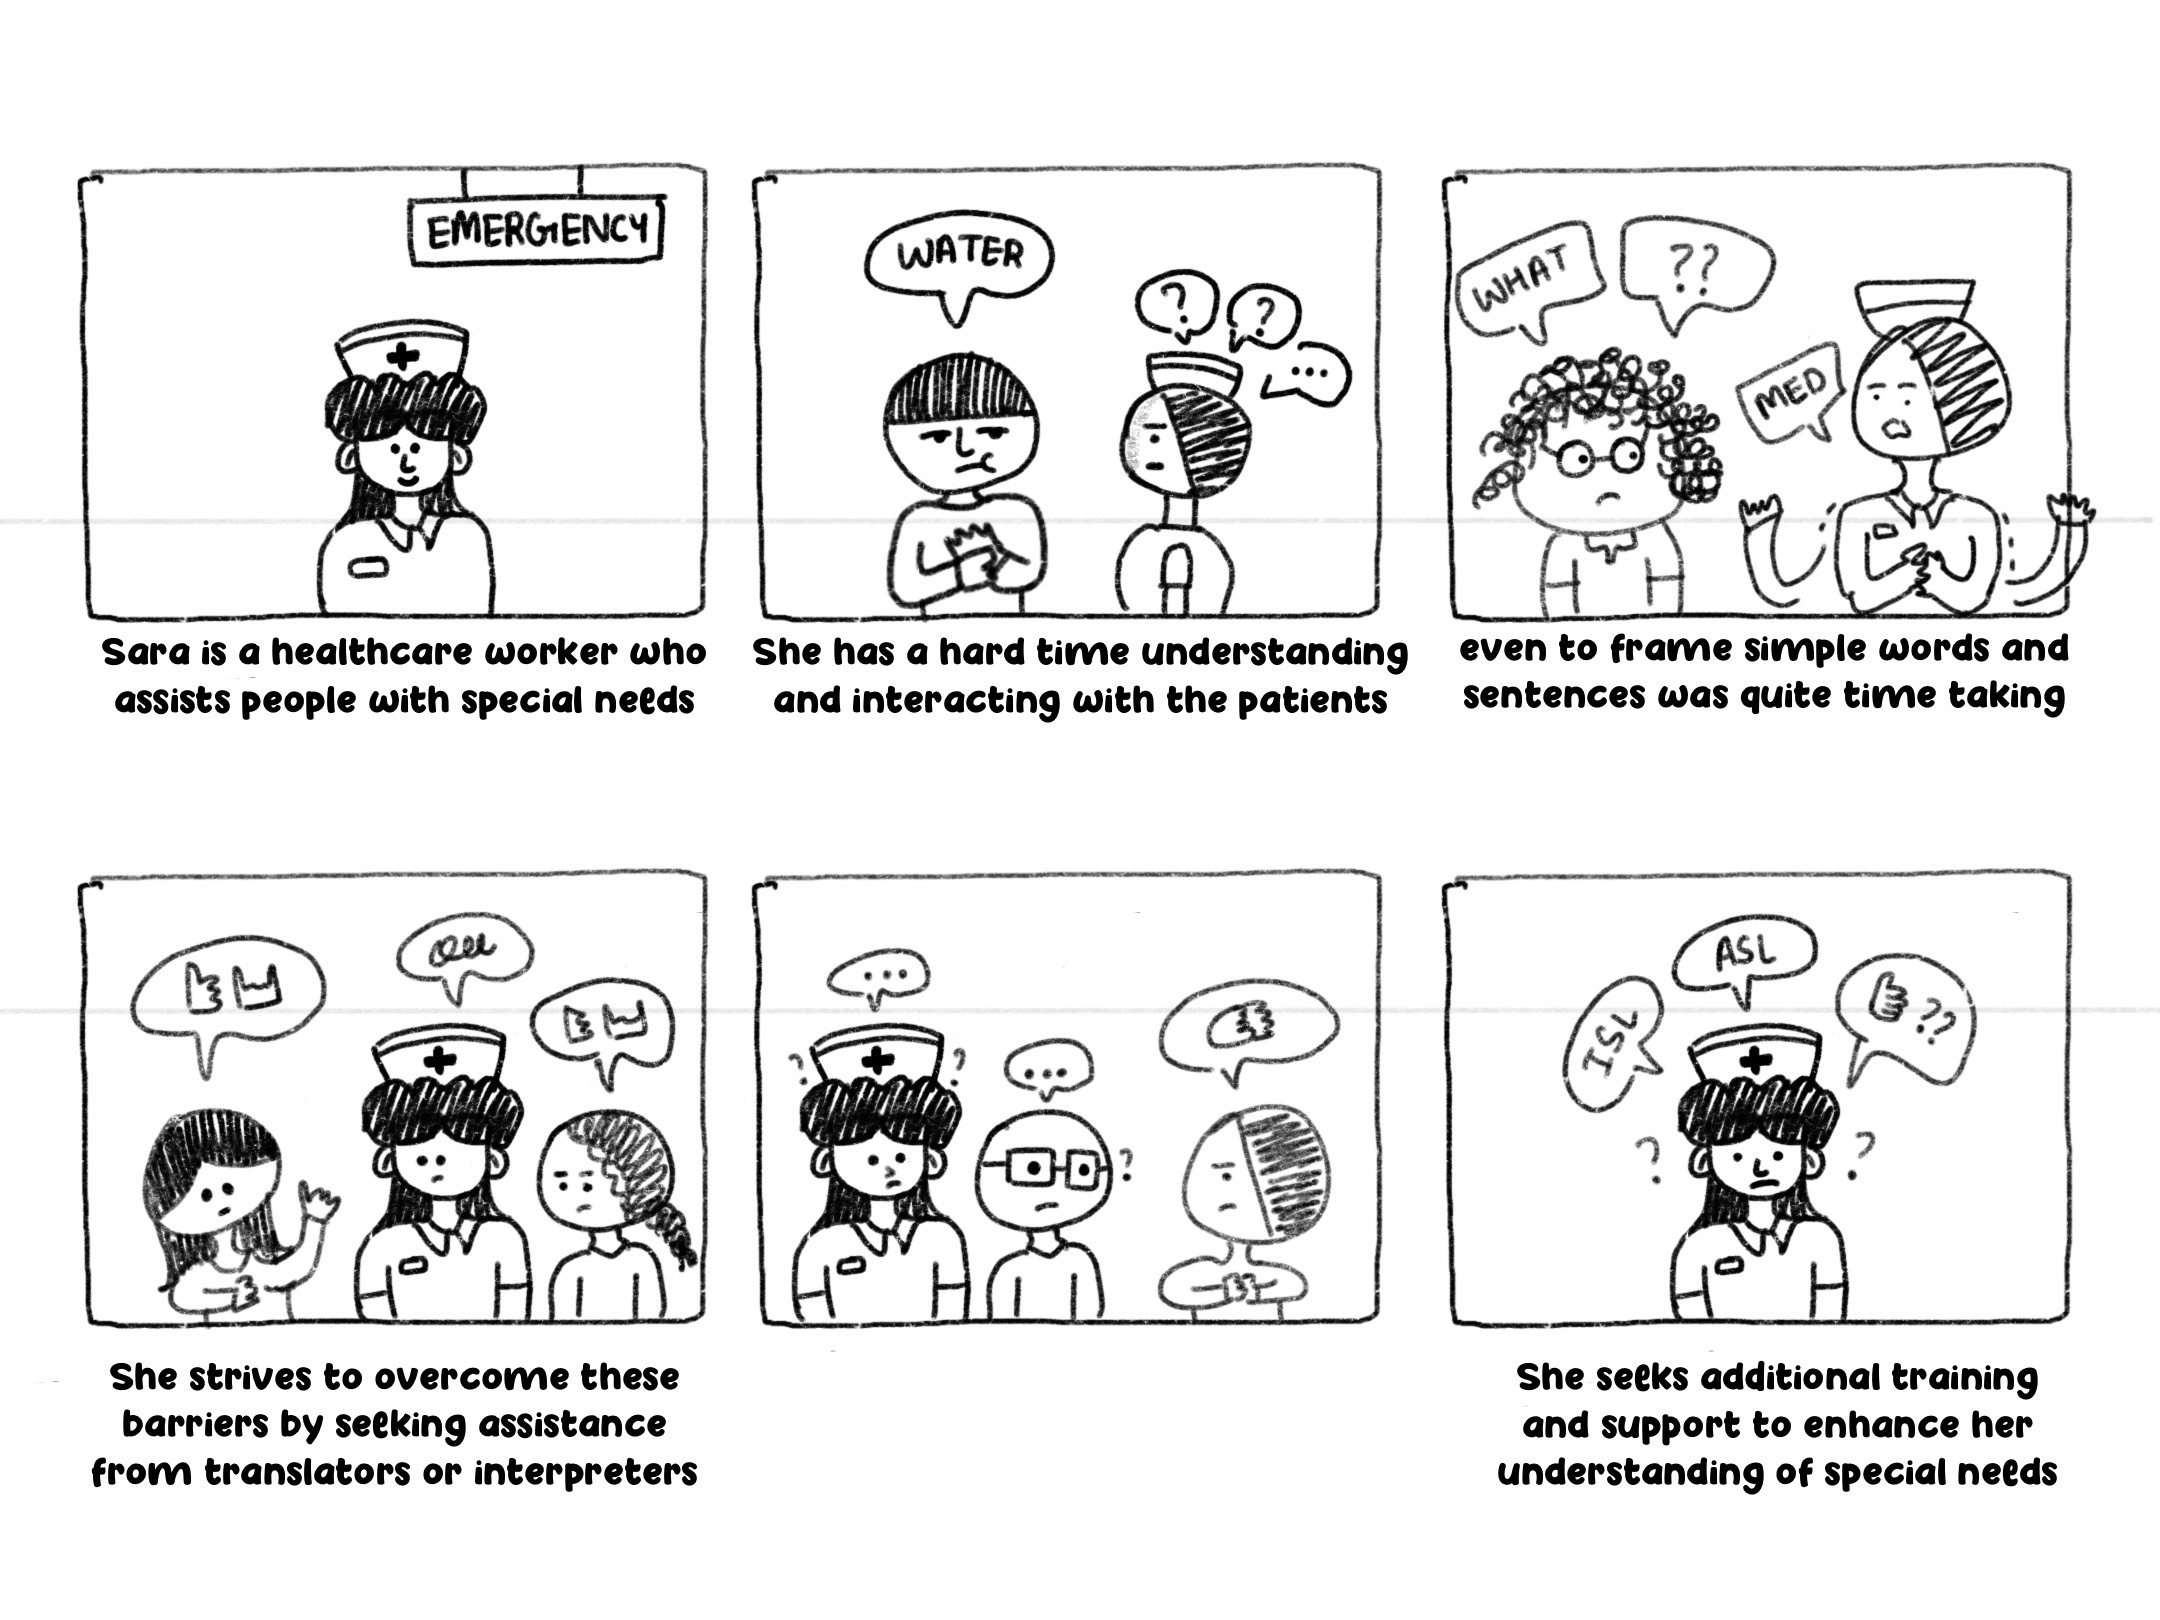 EMERGENCY
Sara is a healthcare worker who
assists people with special needs
WATER
?
?
...
She has a hard time understanding
and interacting with the patients
WHAT
??
MED
even to frame simple words and
sentences was quite time taking
She strives to overcome these
barriers by seeking assistance
from translators or interpreters
...
?
?
...
?
ISL
ASL
??
?
?
She seeks additional training
and support to enhance her
understanding of special needs